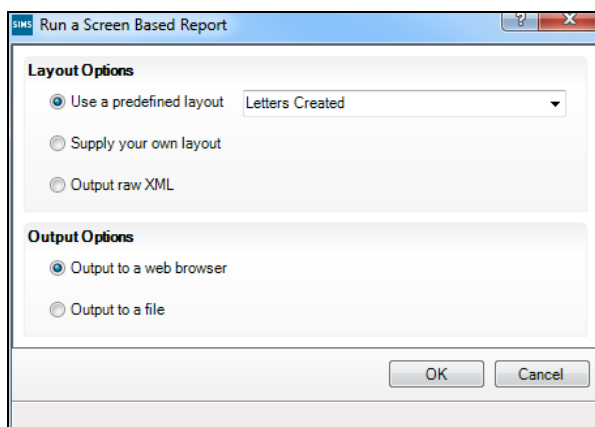 SIMS Run a Screen Based Report ? X
Layout Options
Use a predefined layout Letters Created
Supply your own layout
Output raw XML
Output Options
Output to a web browser
Output to a file
OK Cancel